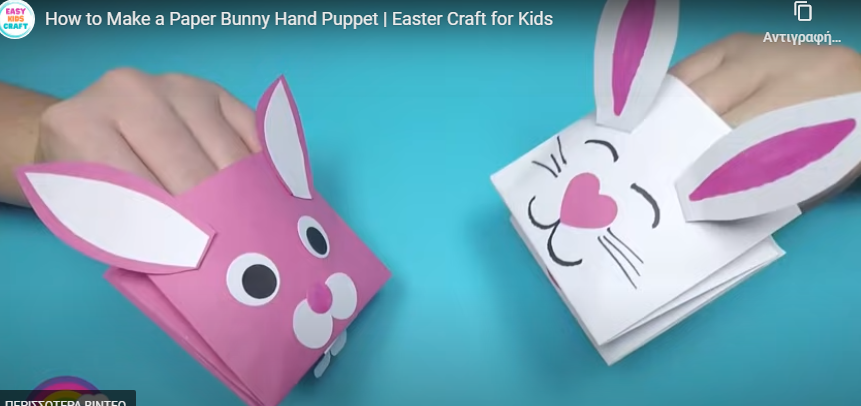 EASY
KIDS
CRAFT
How to Make a Paper Bunny Hand Puppet | Easter Craft for Kids
Αντιγραφή...
ΠΕΡΙΣΣΟΤΕΡΑ ΒΙΝΤΕΟ